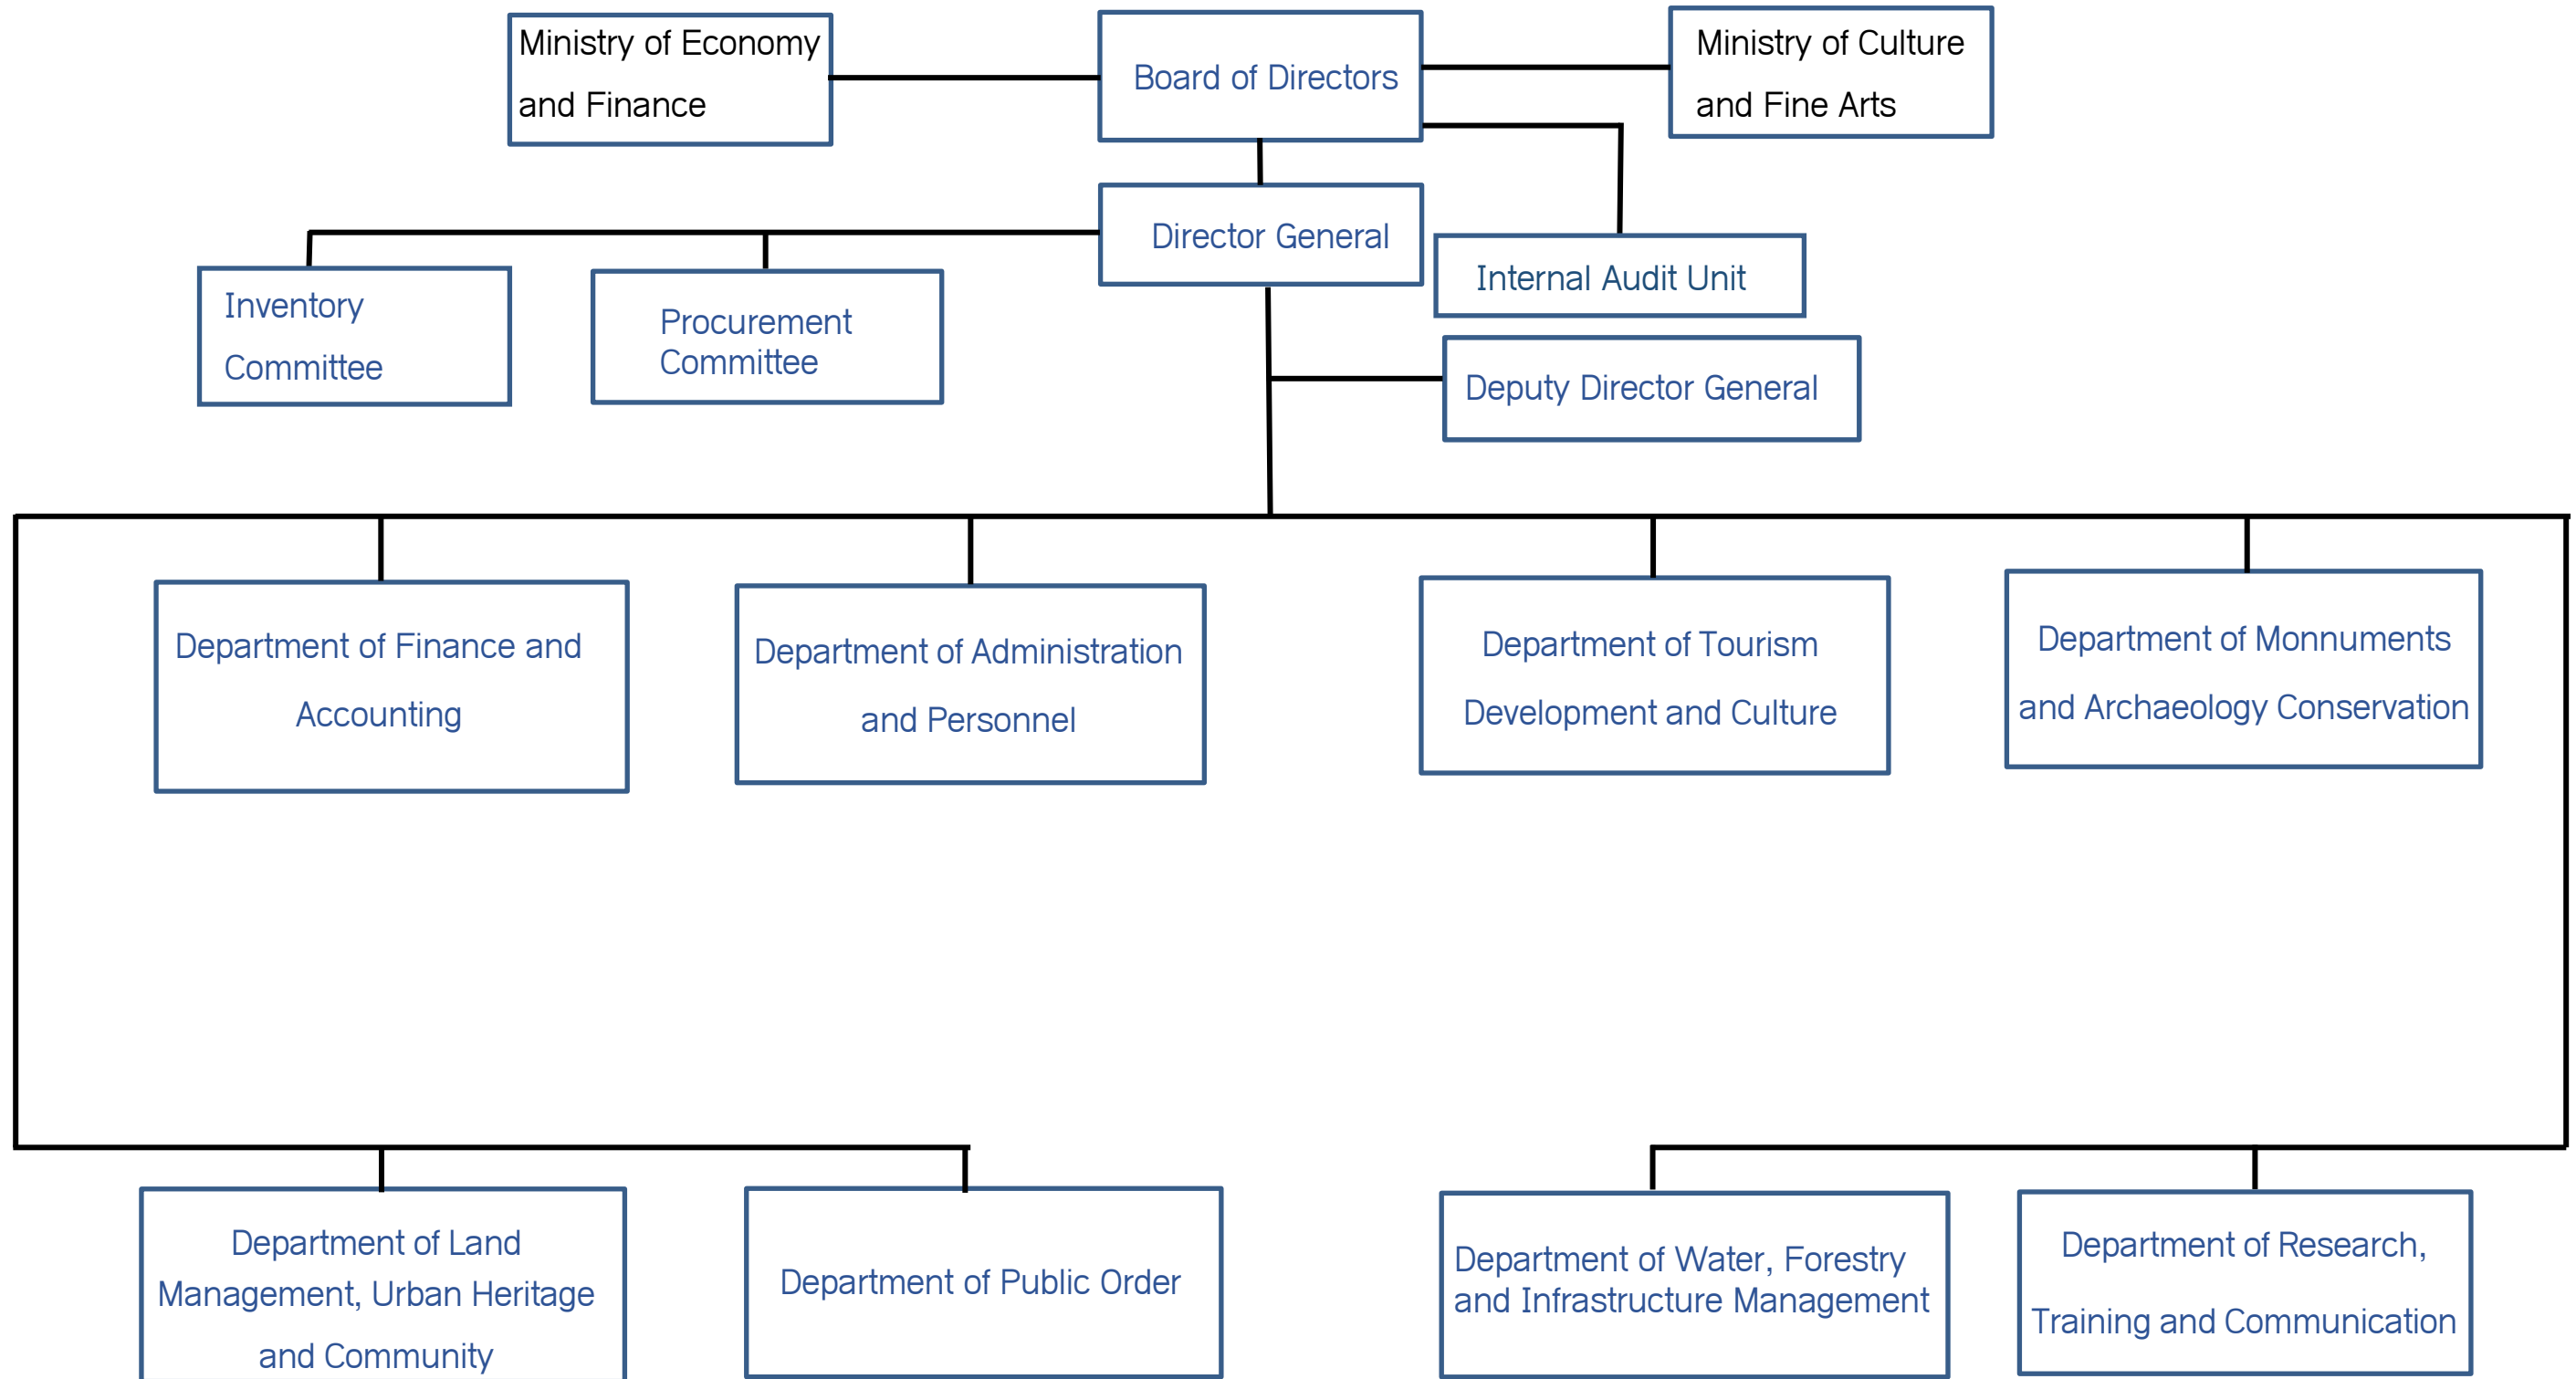 Ministry of Economy
and Finance
Board of Directors
Ministry of Culture
and Fine Arts
Director General
Internal Audit Unit
Inventory
Committee
Procurement
Committee
Deputy Director General
Department of Finance and
Accounting
Department of Administration
and Personnel
Department of Tourism
Development and Culture
Department of Monnuments
and Archaeology Conservation
Department of Land
Management, Urban Heritage
and Community
Department of Public Order
Department of Water, Forestry
and Infrastructure Management
Department of Research,
Training and Communication